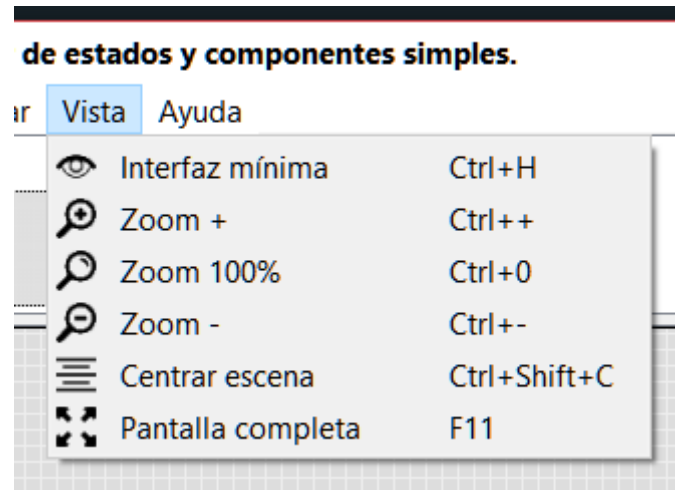 de estados y componentes simples.
ar Vista Ayuda
Interfaz mínima Ctrl+H
Zoom + Ctrl++
Zoom 100% Ctrl+0
Zoom - Ctrl+-
Centrar escena Ctrl+Shift+C
Pantalla completa F11